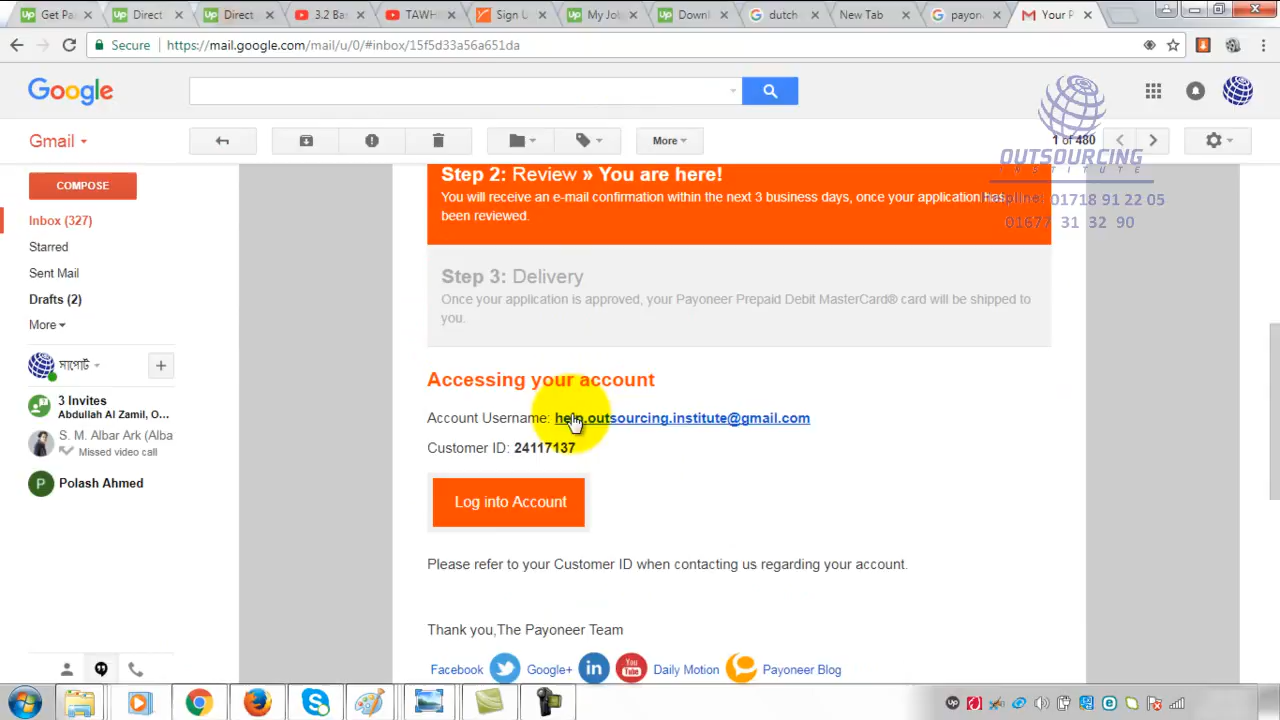 Get Pa
Direct
Direct
3.2 Ba
TAWH
Sign U
My Jo
Downl
dutch
New Tab
payon
Your P
Secure
https://mail.google.com/mail/u/0/#inbox/15f5d33a56a651da
Google
Gmail
More
1 of 480
OUTSOURCING
INSTITUTE
Helpline: 01718 91 22 05
01677 31 32 90
COMPOSE
Inbox (327)
Starred
Sent Mail
Drafts (2)
More
সাপোর্ট
3 Invites
Abdullah Al Zamil, O...
S. M. Albar Ark (Alba
Missed video call
P
Polash Ahmed
Step 2: Review » You are here!
You will receive an e-mail confirmation within the next 3 business days, once your application has
been reviewed.
Step 3: Delivery
Once your application is approved, your Payoneer Prepaid Debit MasterCard® card will be shipped to
you.
Accessing your account
Account Username: help.outsourcing.institute@gmail.com
Customer ID: 24117137
Log into Account
Please refer to your Customer ID when contacting us regarding your account.
Thank you,The Payoneer Team
Facebook
Google+
in
You Tube
Daily Motion
Payoneer Blog